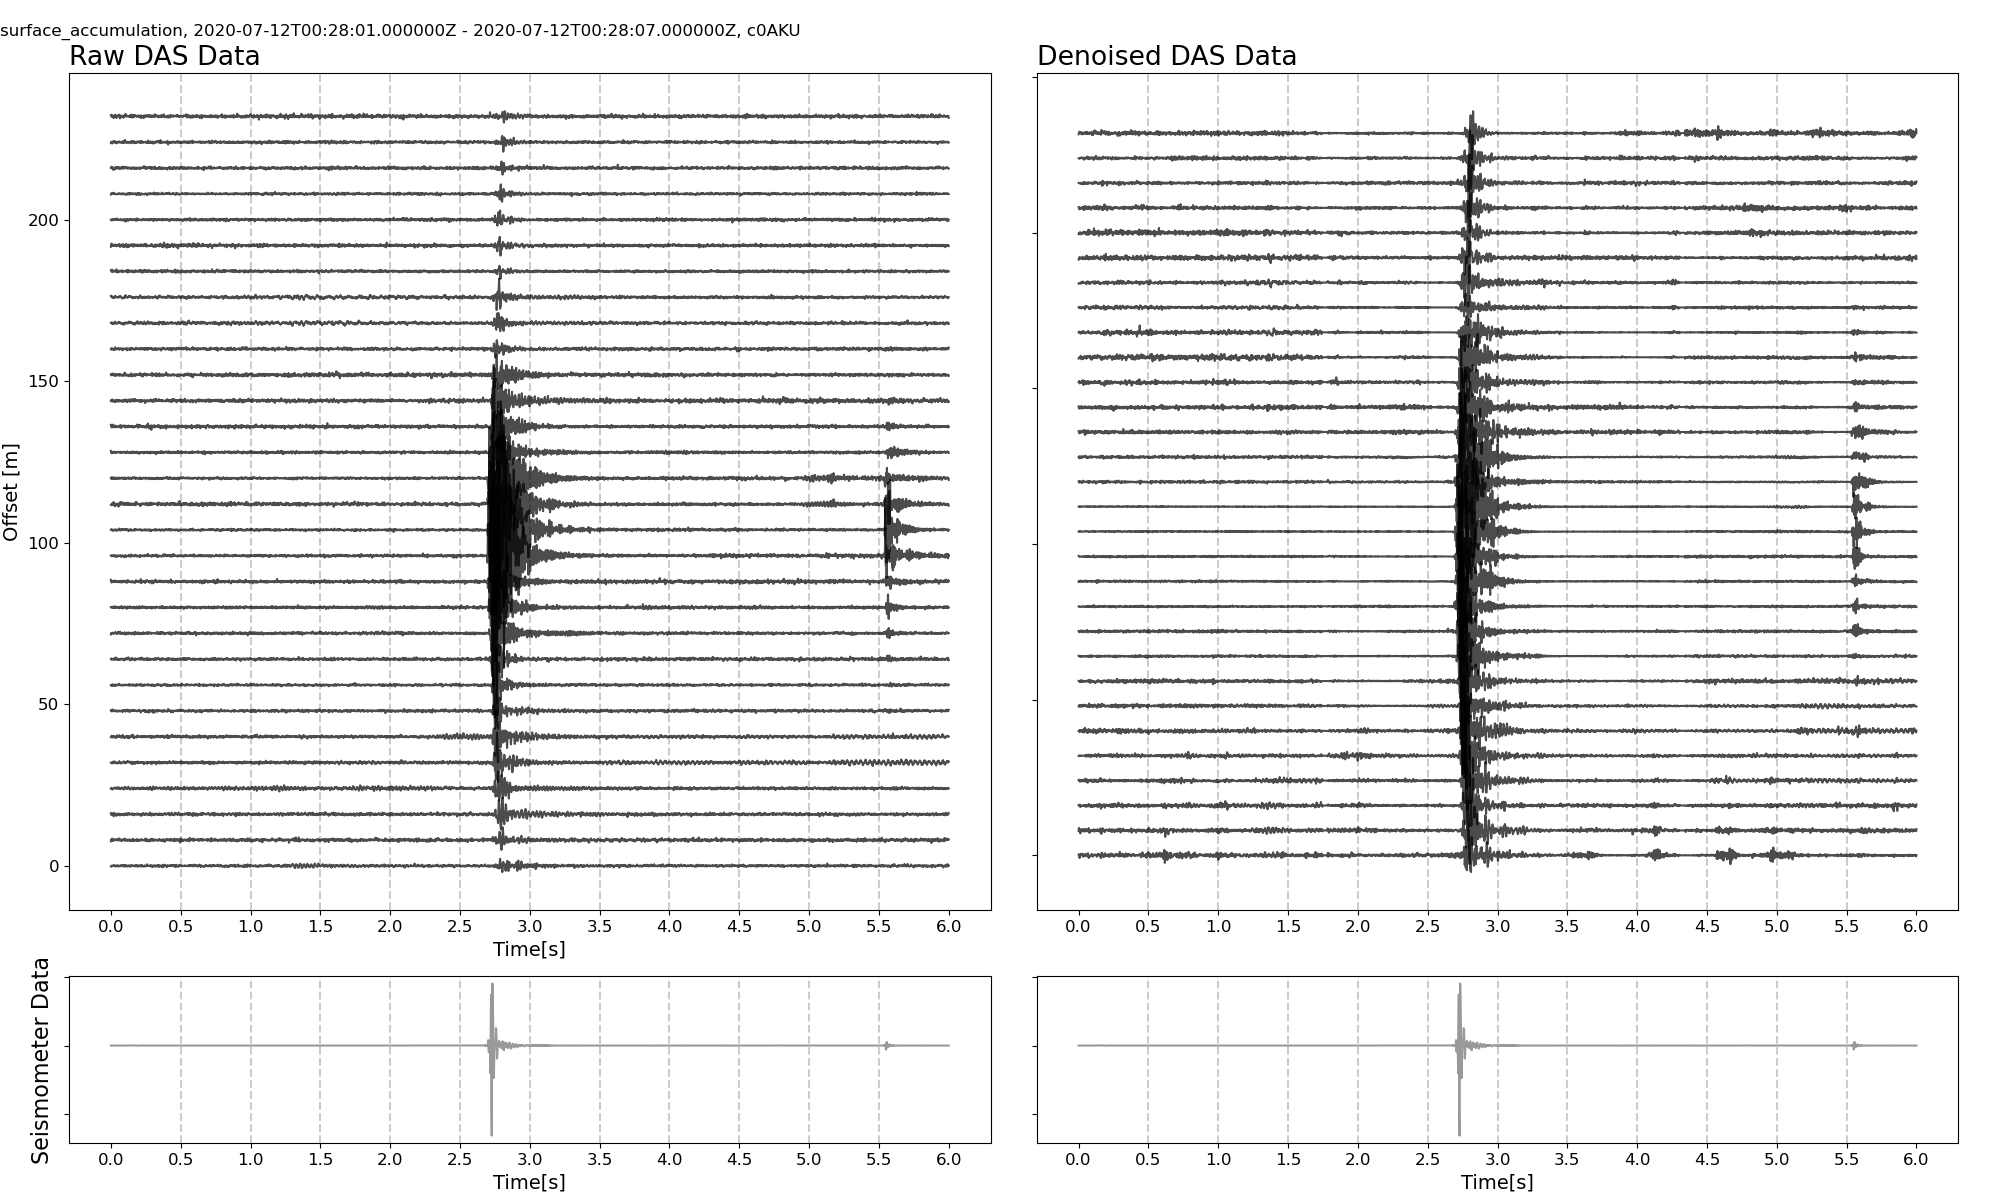 surface_accumulation, 2020-07-12T00:28:01.000000Z - 2020-07-12T00:28:07.000000Z, c0AKU
Raw DAS Data
Denoised DAS Data
Offset [m]
200
150
100
50
0
0.0 0.5 1.0 1.5 2.0 2.5 3.0 3.5 4.0 4.5 5.0 5.5 6.0
Time[s]
0.0 0.5 1.0 1.5 2.0 2.5 3.0 3.5 4.0 4.5 5.0 5.5 6.0
Seismometer Data
0.0 0.5 1.0 1.5 2.0 2.5 3.0 3.5 4.0 4.5 5.0 5.5 6.0
Time[s]
0.0 0.5 1.0 1.5 2.0 2.5 3.0 3.5 4.0 4.5 5.0 5.5 6.0
Time[s]